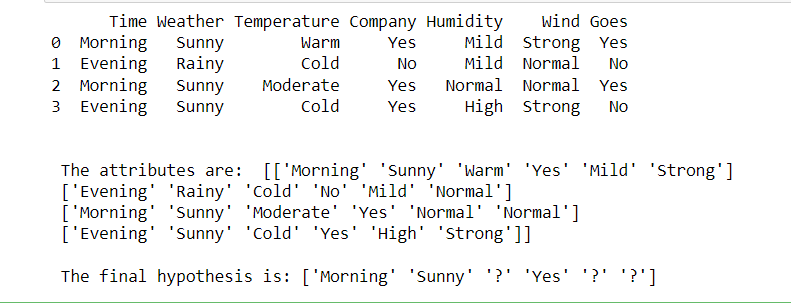 Time Weather Temperature Company Humidity Wind Goes
0 Morning Sunny Warm Yes Mild Strong Yes
1 Evening Rainy Cold No Mild Normal No
2 Morning Sunny Moderate Yes Normal Normal Yes
3 Evening Sunny Cold Yes High Strong No
The attributes are: [['Morning' 'Sunny' 'Warm' 'Yes' 'Mild' 'Strong']
['Evening' 'Rainy' 'Cold' 'No' 'Mild' 'Normal']
['Morning' 'Sunny' 'Moderate' 'Yes' 'Normal' 'Normal']
['Evening' 'Sunny' 'Cold' 'Yes' 'High' 'Strong']]
The final hypothesis is: ['Morning' 'Sunny' '?' 'Yes' '?' '?']